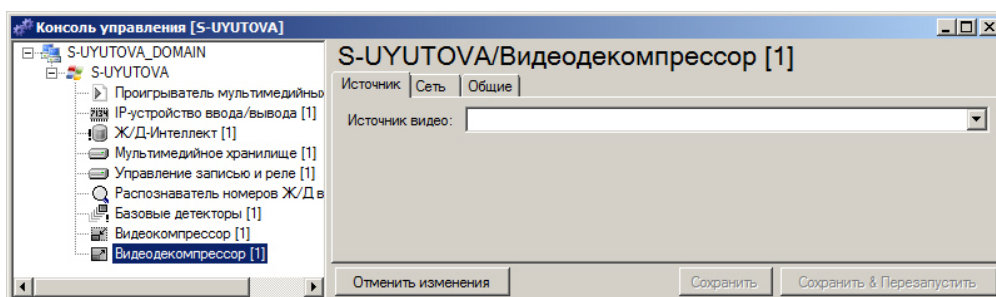 Консоль управления [S-UYUTOVA]
S-UYUTOVA_DOMAIN
S-UYUTOVA
Проигрыватель мультимедийных
IP-устройство ввода/вывода [1]
Ж/Д-Интеллект [1]
Мультимедийное хранилище [1]
Управление записью и реле [1]
Распознаватель номеров Ж/Д в
Базовые детекторы [1]
Видеокомпрессор [1]
Видеодекомпрессор [1]
S-UYUTOVA/Видеодекомпрессор [1]
Источник Сеть Общие
Источник видео:
Отменить изменения Сохранить Сохранить & Перезапустить